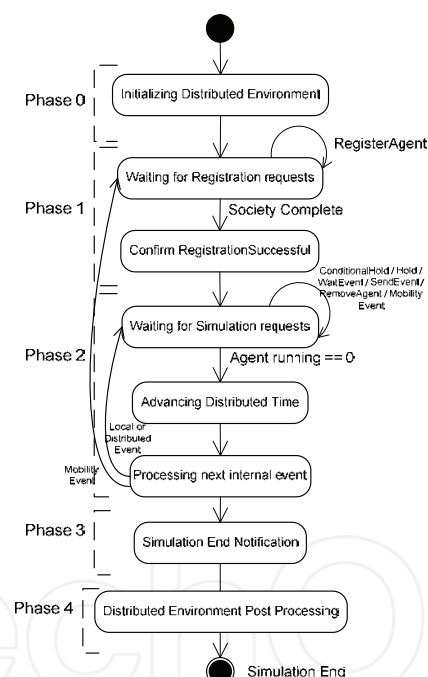 Phase 0
Initializing Distributed Environment
RegisterAgent
Waiting for Registration requests
Phase 1
Society Complete
Confirm RegistrationSuccessful
ConditionalHold / Hold /
WaitEvent / SendEvent /
RemoveAgent / Mobility
Event
Waiting for Simulation requests
Phase 2
Agent running == 0
Advancing Distributed Time
Local or
Distributed
Event
Mobility
Event
Processing next internal event
Phase 3
Simulation End Notification
Phase 4
Distributed Environment Post Processing
Simulation End